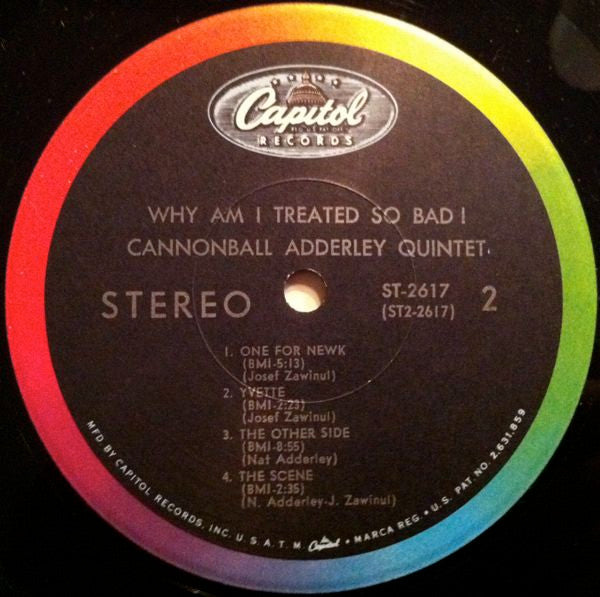 Capitol
REG. U.S. PAT. OFF.
RECORDS
WHY AM I TREATED SO BAD!
CANNONBALL ADDERLEY QUINTET
STEREO
ST-2617
(ST2-2617)
2
1. ONE FOR NEWK
(BMI-5:13)
(Josef Zawinul)
2. YVETTE
(BMI-2:23)
(Josef Zawinul)
3. THE OTHER SIDE
(BMI-8:55)
(Nat Adderley)
4. THE SCENE
(BMI-2:35)
(N. Adderley-J. Zawinul)
MFD BY CAPITOL RECORDS, INC. U.S.A. T.M. Capitol • MARCA REG. • U.S. PAT. NO. 2,631,859